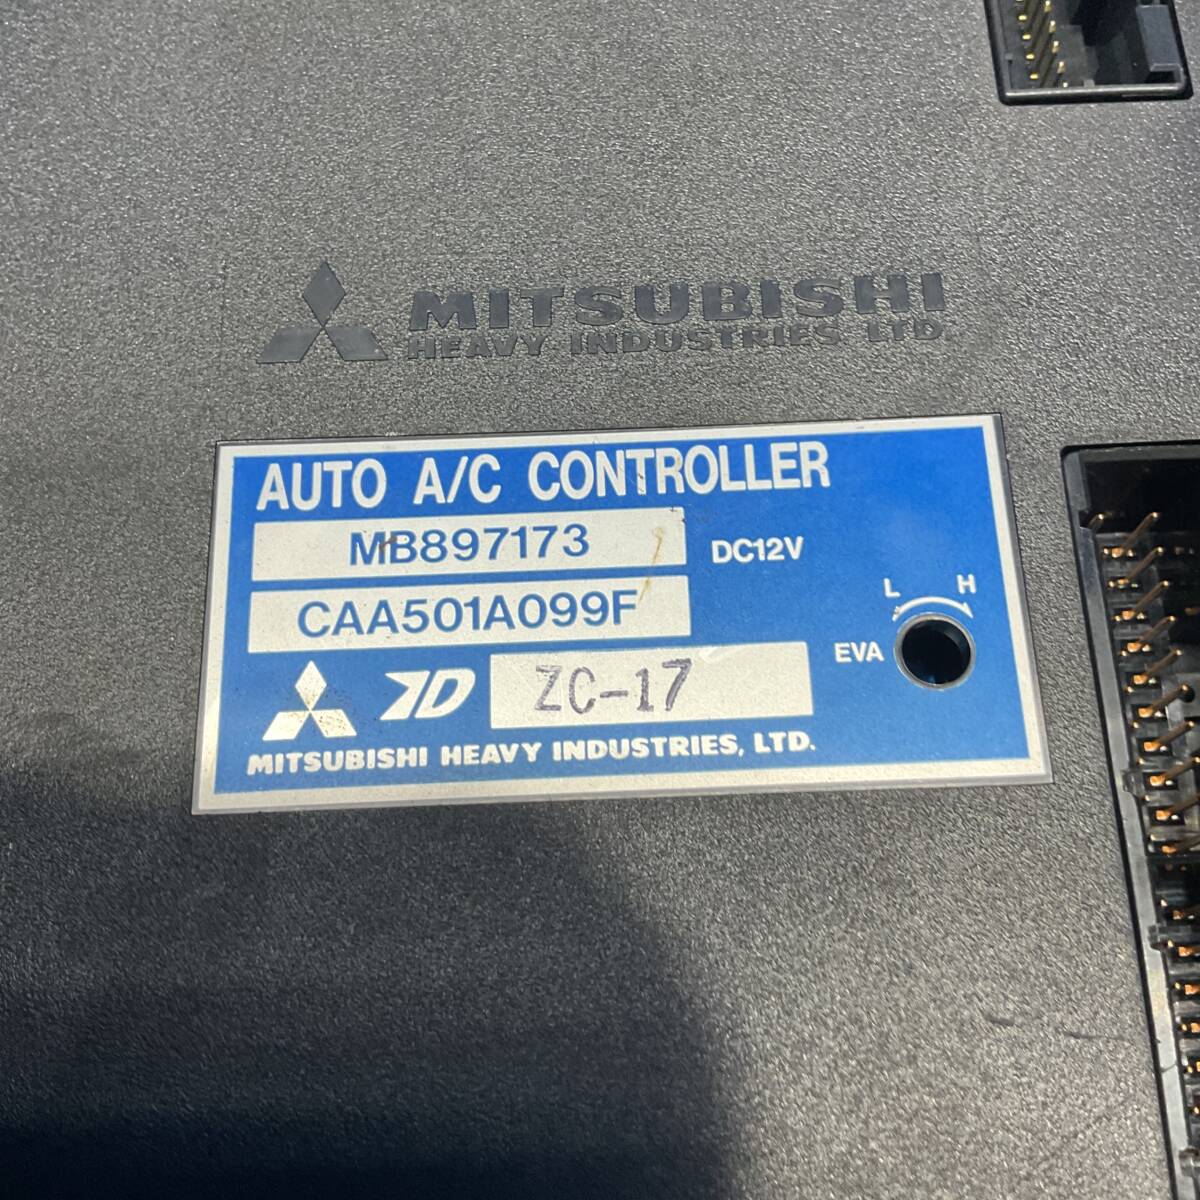 MITSUBISHI
HEAVY INDUSTRIES LTD.
AUTO A/C CONTROLLER
MB897173
DC12V
CAA501A099F
L H
EVA
ZC-17
MITSUBISHI HEAVY INDUSTRIES, LTD.